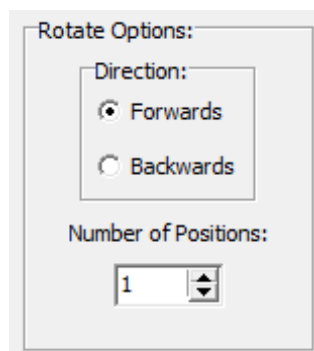 Rotate Options:
Direction:
Forwards
Backwards
Number of Positions:
1